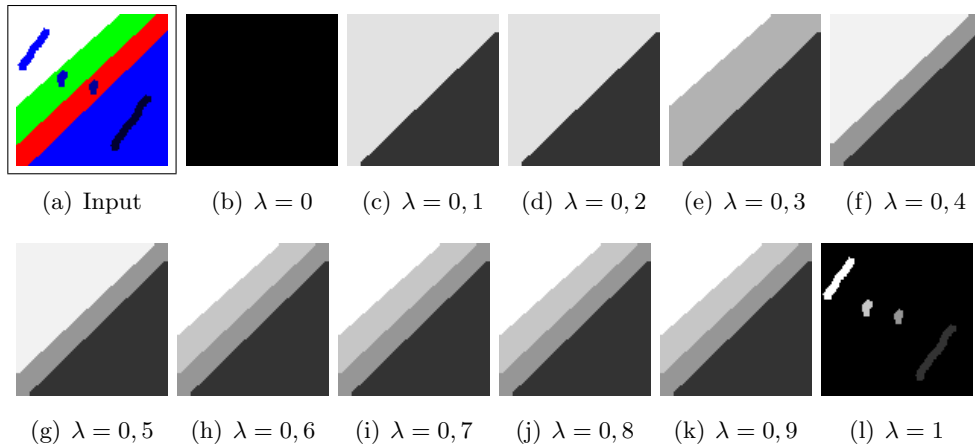 (a) Input
(b) λ = 0
(c) λ = 0, 1
(d) λ = 0, 2
(e) λ = 0, 3
(f) λ = 0, 4
(g) λ = 0, 5
(h) λ = 0, 6
(i) λ = 0, 7
(j) λ = 0, 8
(k) λ = 0, 9
(l) λ = 1